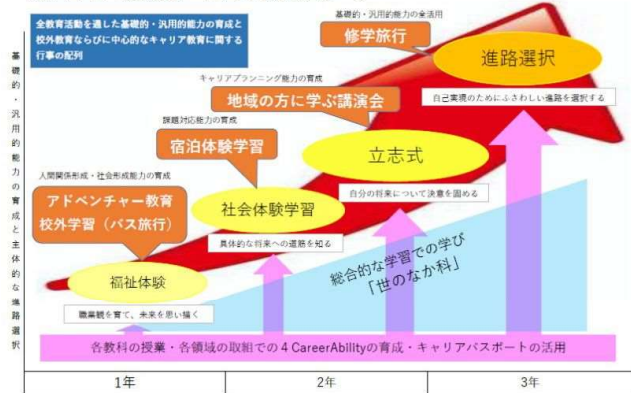 全教育活動を通した基礎的・汎用的能力の育成と
校外教育ならびに中心的なキャリア教育に関する
行事の配列
基礎的・汎用的能力の全活用
修学旅行
進路選択
自己実現のためにふさわしい進路を選択する
キャリアプランニング能力の育成
地域の方に学ぶ講演会
立志式
自分の将来について決意を固める
課題対応能力の育成
宿泊体験学習
社会体験学習
具体的な将来への道筋を知る
人間関係形成・社会形成能力の育成
アドベンチャー教育
校外学習（バス旅行）
福祉体験
職業観を育て、未来を思い描く
総合的な学習での学び
「世のなか科」
各教科の授業・各領域の取組での４CareerAbilityの育成・キャリアパスポートの活用
基礎的・汎用的能力の育成と主体的な進路選択
1年
2年
3年